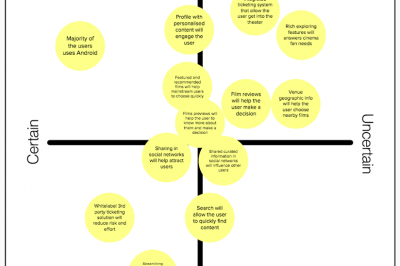 ticketing system
that allow the
user get into the
theater
Profile with
personalised
content will
engage the
user
Rich exploring
features will
answers cinema
fan needs
Majority of
the users
uses Android
Featured and
recommended
films will help
mainstream users
to choose quickly
Film reviews
will help the
user make a
decision
Venue
geographic info
will help the
user choose
nearby films
Films previews will
help the user to
know more about
them and make a
decision
Certain
Uncertain
Sharing in
social networks
will help attract
users
Shared curated
information in
social networks
will influence other
users
Whitelabel 3rd
party ticketing
solution will
reduce risk and
effort
Search will
allow the user
to quickly find
content